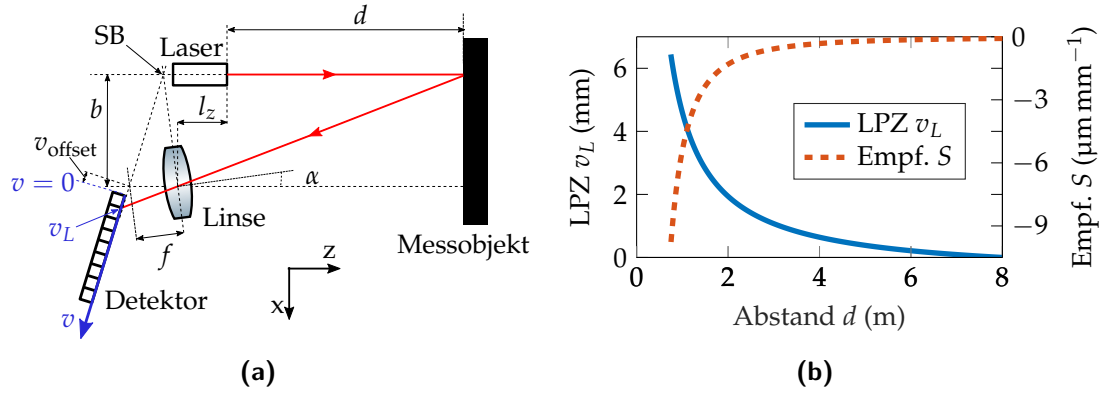 SB
Laser
d
b
l_z
v_offset
v = 0
v_L
α
Linse
f
Messobjekt
z
x
Detektor
v
(a)
LPZ v_L (mm)
6
4
2
0
0
2
4
6
8
Abstand d (m)
LPZ v_L
Empf. S
0
−3
−6
−9
Empf. S (µm mm⁻¹)
(b)